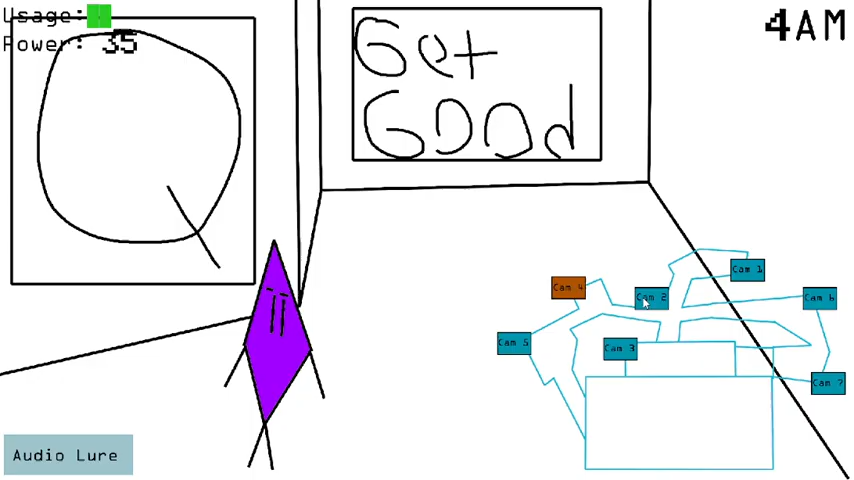 Usage:
Power: 35
4AM
Get
GOOd
Q
Cam 1
Cam 4
Cam 2
Cam 6
Cam 5
Cam 3
Cam 7
Audio Lure